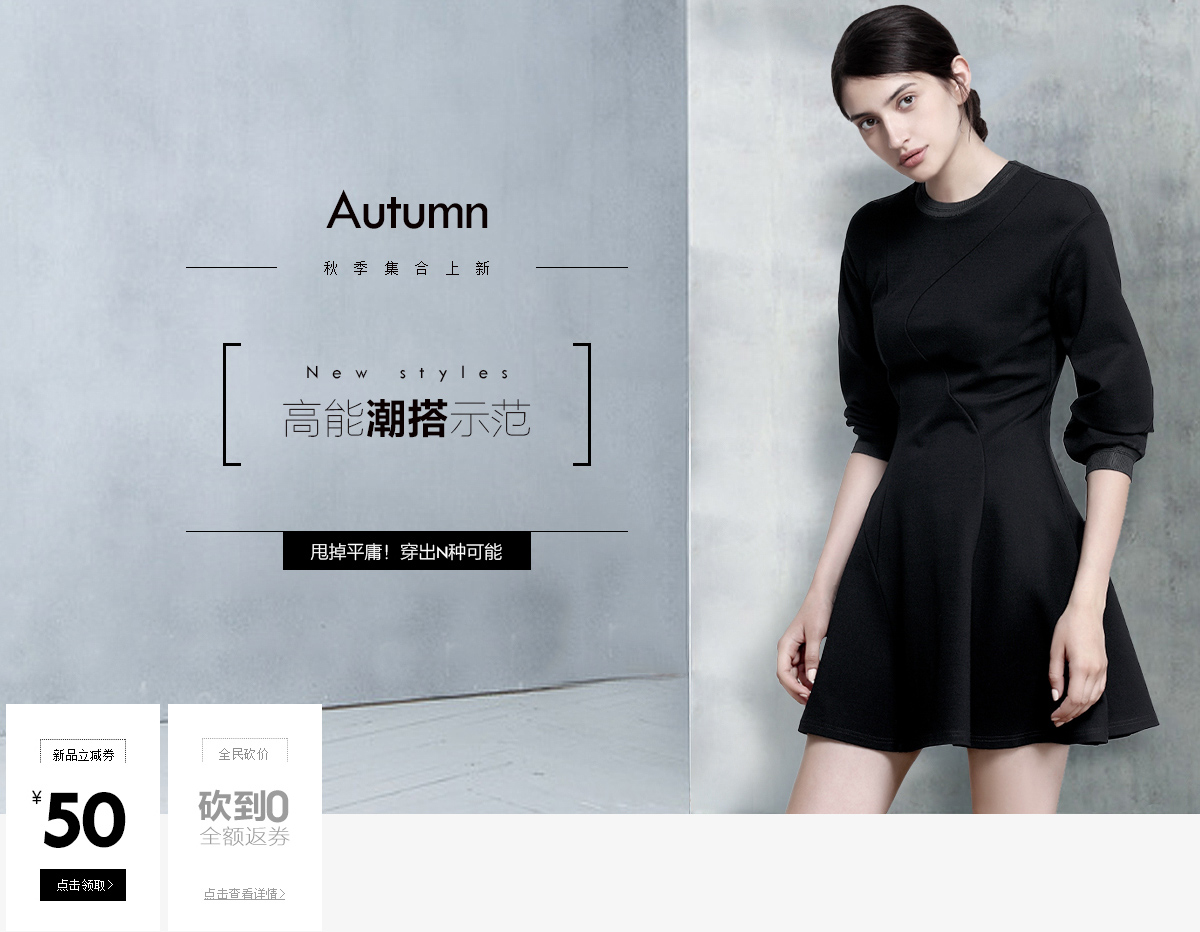 Autumn
秋季集合上新
New styles
高能潮搭示范
甩掉平庸！穿出N种可能
新品立减券
¥50
点击领取>
全民砍价
砍到0
全额返券
点击查看详情>